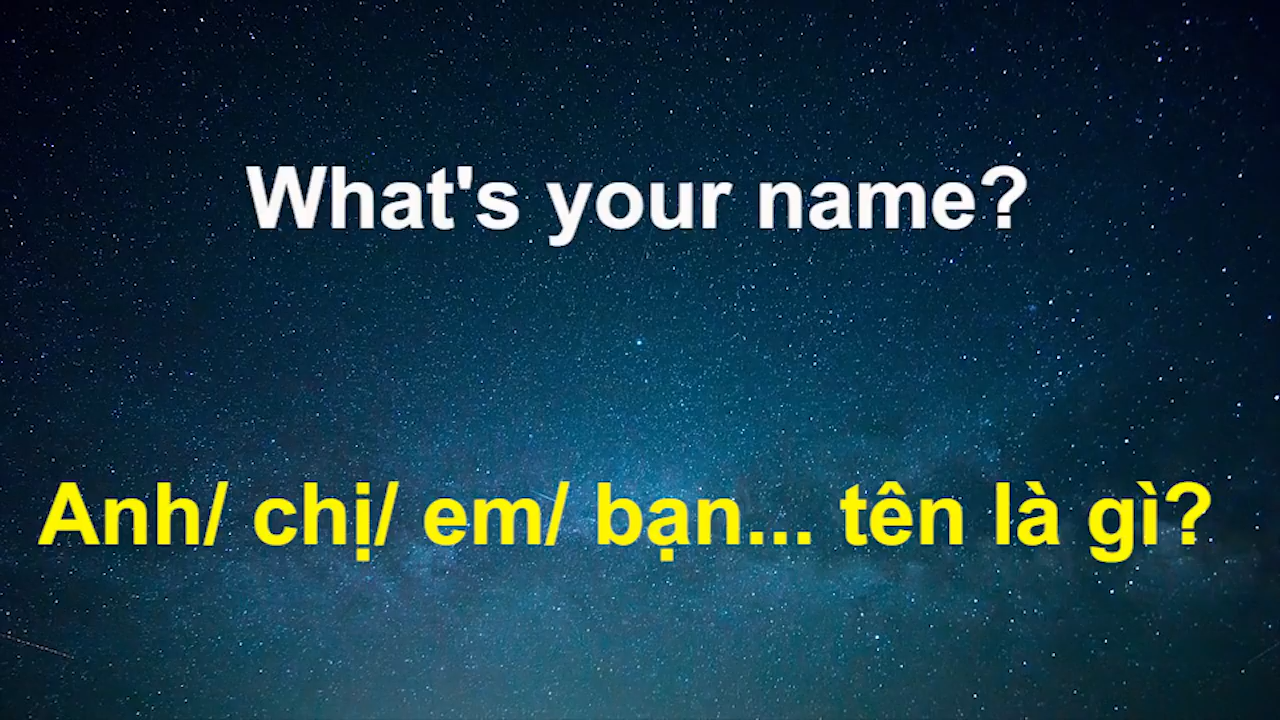 What's your name?
Anh/ chị/ em/ bạn... tên là gì?